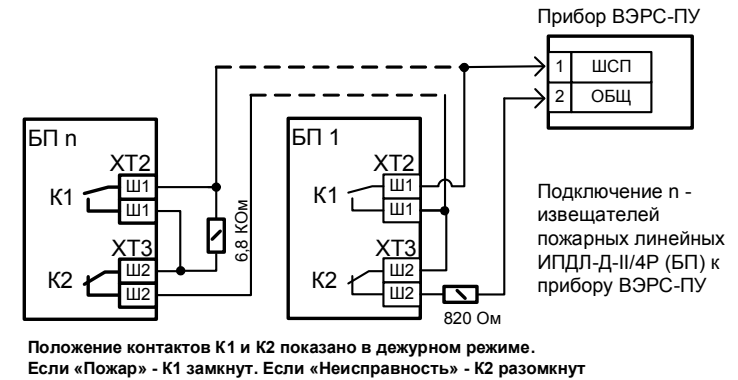 Прибор ВЭРС-ПУ
1 ШСП
2 ОБЩ
БП n
ХТ2
К1
Ш1
Ш1
6,8 КОм
ХТ3
К2
Ш2
Ш2
БП 1
ХТ2
К1
Ш1
Ш1
ХТ3
К2
Ш2
Ш2
820 Ом
Подключение n -
извещателей
пожарных линейных
ИПДЛ-Д-II/4Р (БП) к
прибору ВЭРС-ПУ
Положение контактов К1 и К2 показано в дежурном режиме.
Если «Пожар» - К1 замкнут. Если «Неисправность» - К2 разомкнут